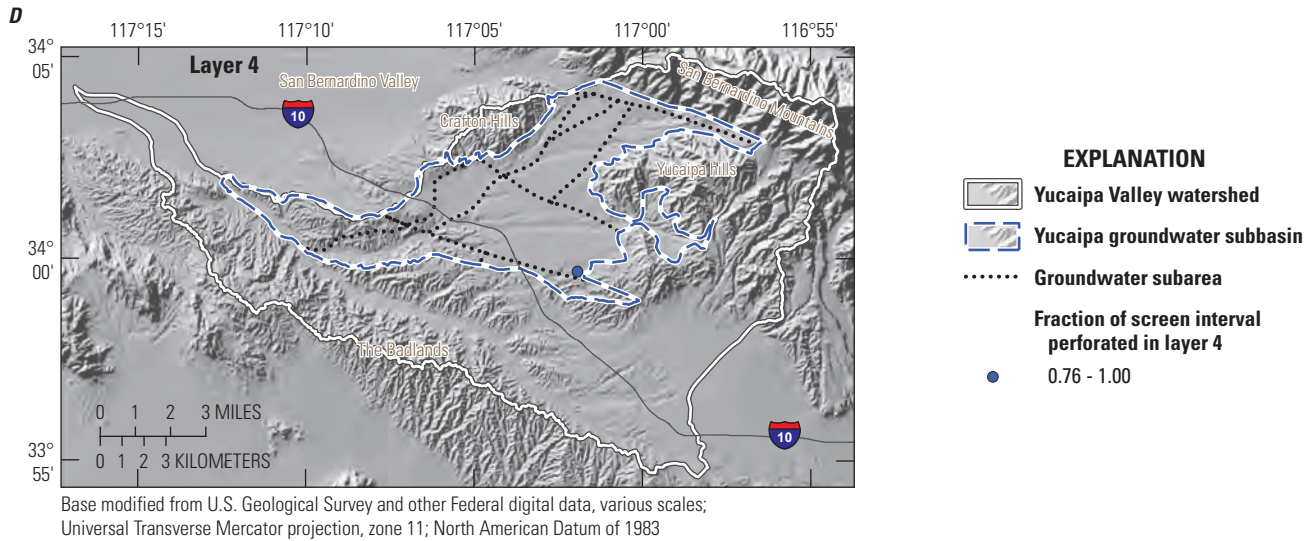 D
117°15' 117°10' 117°05' 117°00' 116°55'
34°
05'
Layer 4
San Bernardino Valley
San Bernardino Mountains
10
Crafton Hills
Yucaipa hills
34°
00'
The Badlands
0 1 2 3 MILES
0 1 2 3 KILOMETERS
10
33°
55'
Base modified from U.S. Geological Survey and other Federal digital data, various scales;
Universal Transverse Mercator projection, zone 11; North American Datum of 1983
EXPLANATION
Yucaipa Valley watershed
Yucaipa groundwater subbasin
Groundwater subarea
Fraction of screen interval
perforated in layer 4
0.76 - 1.00